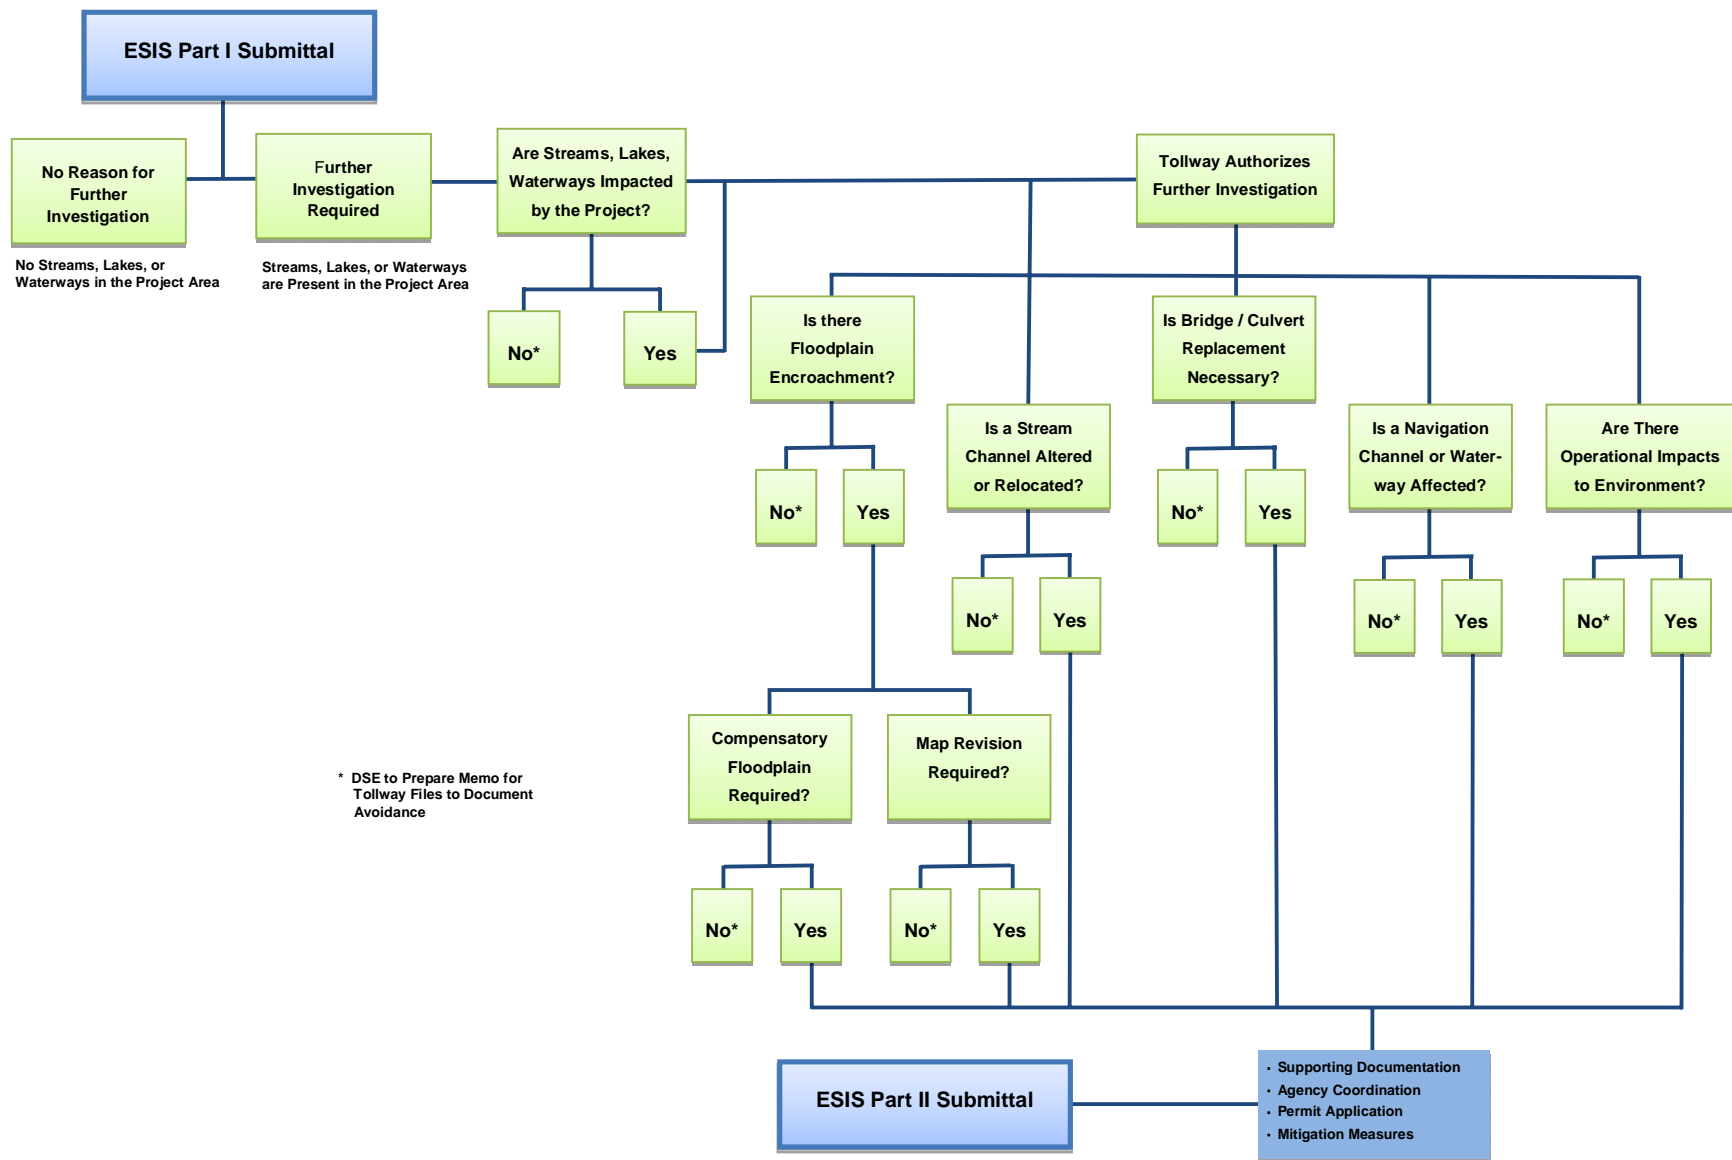 ESIS Part I Submittal
No Reason for
Further
Investigation
No Streams, Lakes, or
Waterways in the Project Area
Further
Investigation
Required
Streams, Lakes, or Waterways
are Present in the Project Area
Are Streams, Lakes,
Waterways Impacted
by the Project?
No*
Yes
Tollway Authorizes
Further Investigation
Is there
Floodplain
Encroachment?
No*
Yes
Is a Stream
Channel Altered
or Relocated?
No*
Yes
Is Bridge / Culvert
Replacement
Necessary?
No*
Yes
Is a Navigation
Channel or Water-
way Affected?
No*
Yes
Are There
Operational Impacts
to Environment?
No*
Yes
Compensatory
Floodplain
Required?
No*
Yes
Map Revision
Required?
No*
Yes
* DSE to Prepare Memo for
Tollway Files to Document
Avoidance
ESIS Part II Submittal
· Supporting Documentation
· Agency Coordination
· Permit Application
· Mitigation Measures